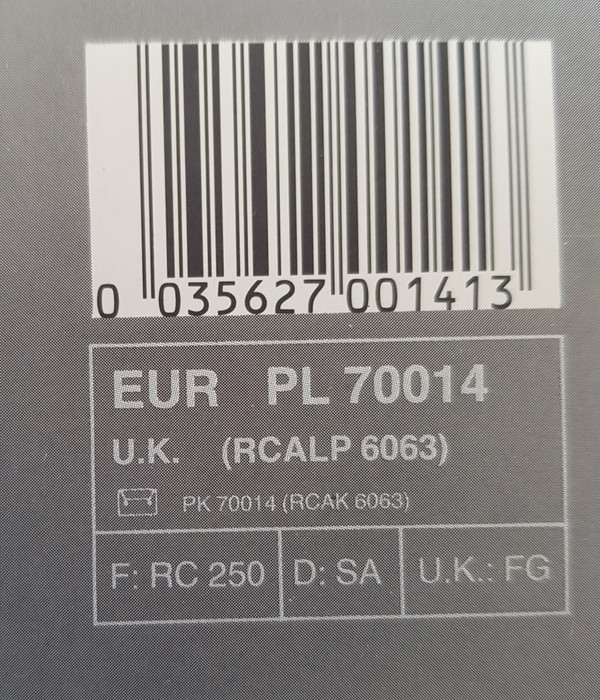 0 035627 001413
EUR PL 70014
U.K. (RCALP 6063)
PK 70014 (RCAK 6063)
F: RC 250 D: SA U.K.: FG